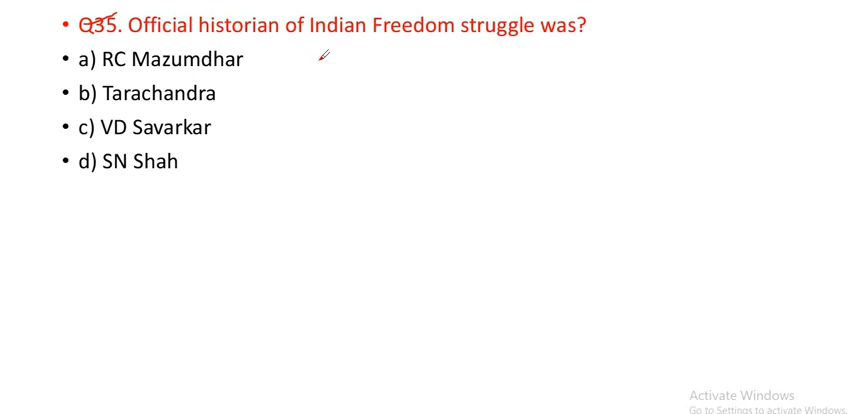 • Q35. Official historian of Indian Freedom struggle was?
• a) RC Mazumdhar
• b) Tarachandra
• c) VD Savarkar
• d) SN Shah
Activate Windows
Go to Settings to activate Windows.